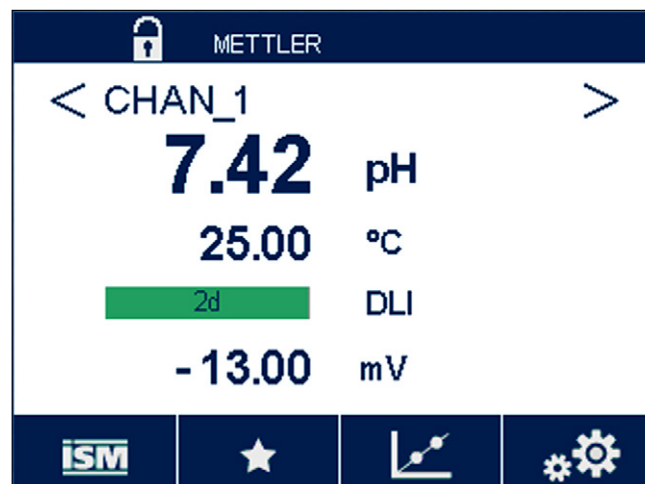 METTLER
< CHAN_1 >
7.42 pH
25.00 °C
2d DLI
-13.00 mV
ISM